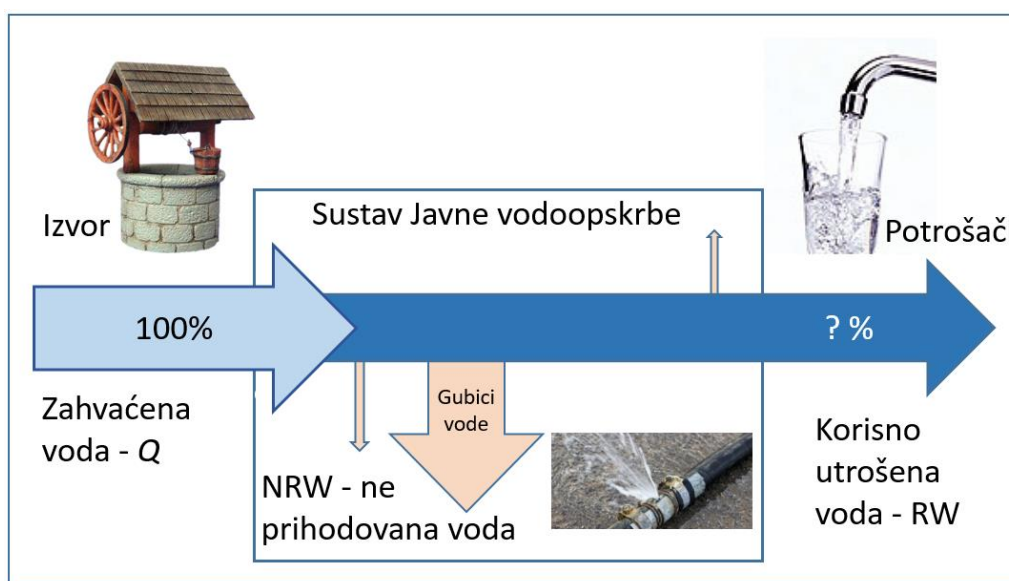 Izvor
Sustav Javne vodoopskrbe
Potrošač
100%
? %
Zahvaćena
voda - Q
Gubici
vode
NRW - ne
prihodovana voda
Korisno
utrošena
voda - RW